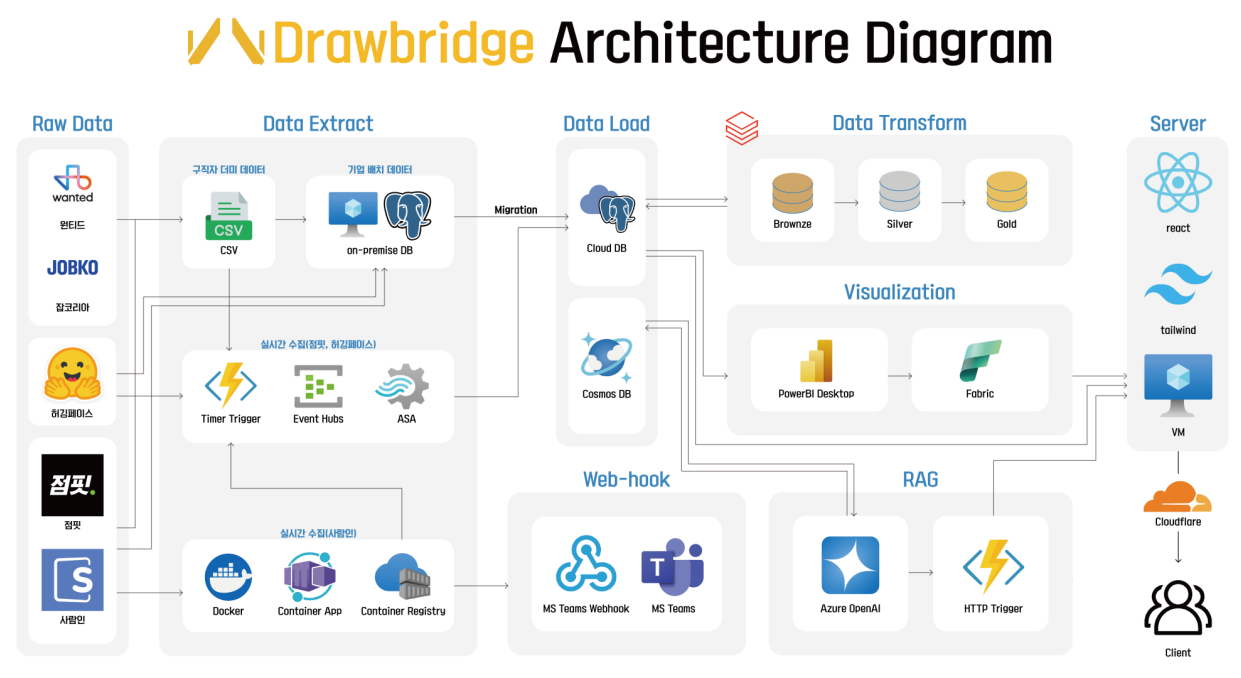 Drawbridge Architecture Diagram
Raw Data
wanted
원티드
JOBKO
잡코리아
허깅페이스
점핏.
점핏
S
사람인
Data Extract
구직자 더미 데이터
CSV
CSV
기업 배치 데이터
on-premise DB
실시간 수집(점핏, 허깅페이스)
Timer Trigger
Event Hubs
ASA
실시간 수집(사람인)
Docker
Container App
Container Registry
Migration
Data Load
Cloud DB
Cosmos DB
Data Transform
Brownze
Silver
Gold
Visualization
PowerBI Desktop
Fabric
Web-hook
MS Teams Webhook
T
MS Teams
RAG
Azure OpenAI
HTTP Trigger
Server
react
tailwind
VM
Cloudflare
Client